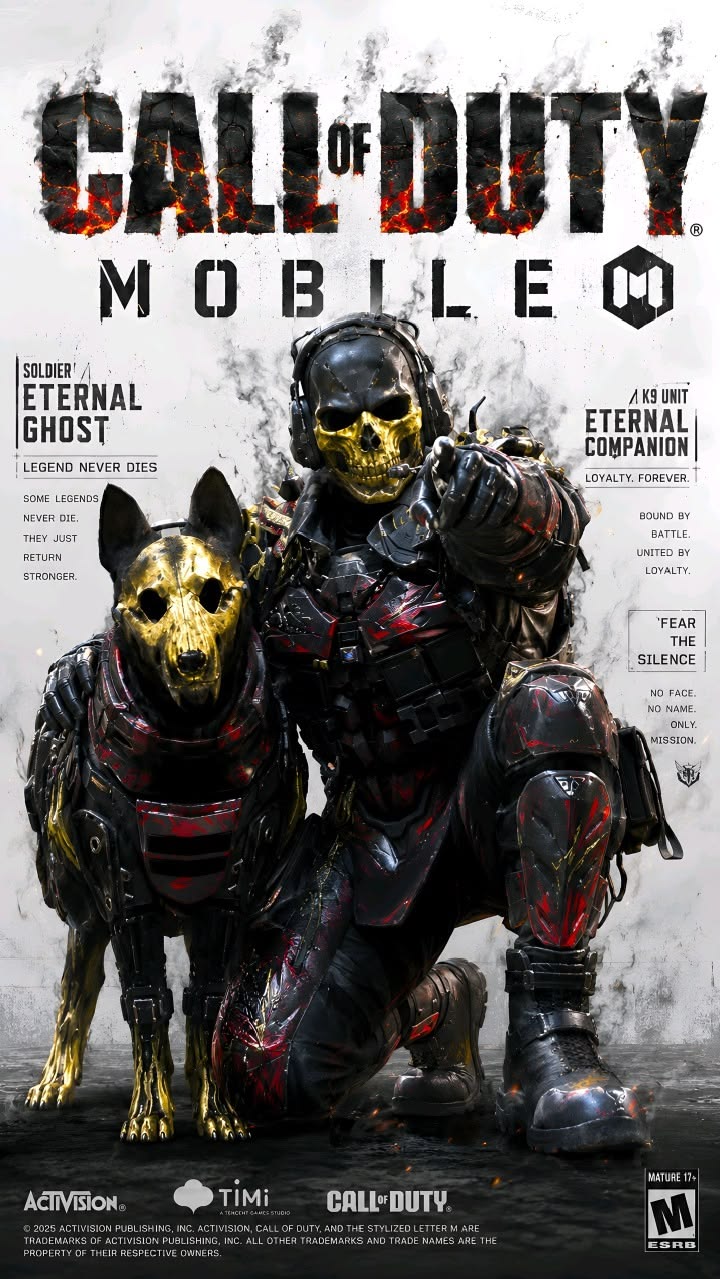 CALL OF DUTY®
MOBILE
SOLDIER
ETERNAL
GHOST
LEGEND NEVER DIES
SOME LEGENDS
NEVER DIE.
THEY JUST
RETURN
STRONGER.
K9 UNIT
ETERNAL
COMPANION
LOYALTY. FOREVER.
BOUND BY
BATTLE.
UNITED BY
LOYALTY.
'FEAR
THE
SILENCE
NO FACE.
NO NAME.
ONLY.
MISSION.
ACTIVISION®
TiMi
A TENCENT GAMES STUDIO
CALL OF DUTY®
© 2025 ACTIVISION PUBLISHING, INC. ACTIVISION, CALL OF DUTY, AND THE STYLIZED LETTER M ARE
TRADEMARKS OF ACTIVISION PUBLISHING, INC. ALL OTHER TRADEMARKS AND TRADE NAMES ARE THE
PROPERTY OF THEIR RESPECTIVE OWNERS.
MATURE 17+
M
ESRB